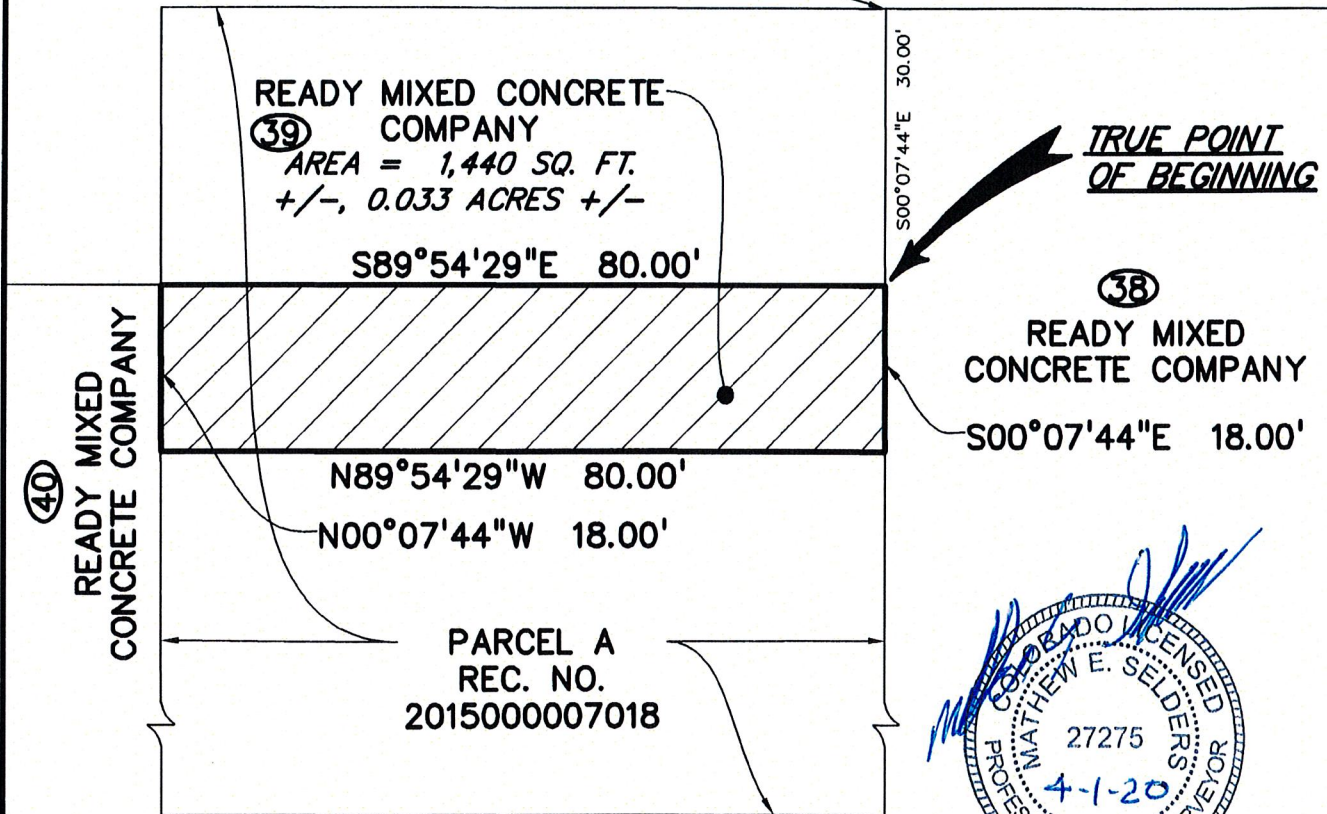 READY MIXED CONCRETE
39 COMPANY
AREA = 1,440 SQ. FT.
+/-, 0.033 ACRES +/-
S00°07'44"E 30.00'
TRUE POINT
OF BEGINNING
S89°54'29"E 80.00'
38
READY MIXED
CONCRETE COMPANY
S00°07'44"E 18.00'
40
READY MIXED
CONCRETE COMPANY
N89°54'29"W 80.00'
N00°07'44"W 18.00'
PARCEL A
REC. NO.
2015000007018
COLORADO LICENSED
MATHEW E. SELDERS
27275
4-1-20